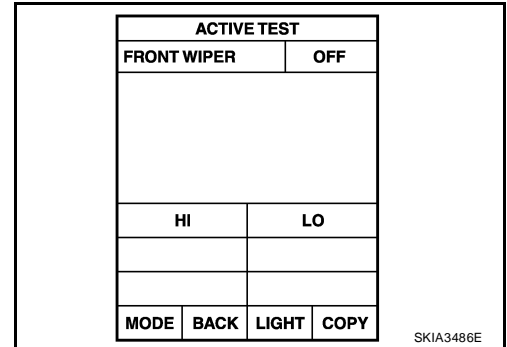 ACTIVE TEST
FRONT WIPER OFF
HI LO
MODE BACK LIGHT COPY
SKIA3486E